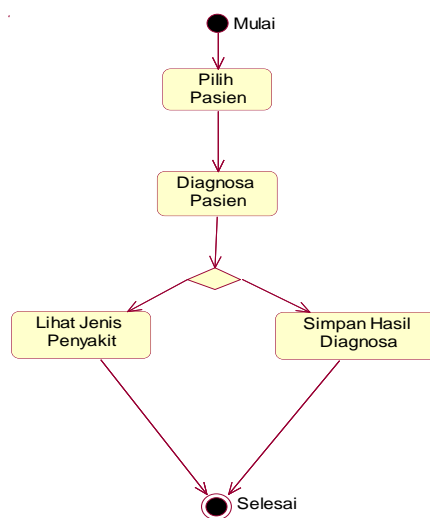 Mulai
Pilih
Pasien
Diagnosa
Pasien
Lihat Jenis
Penyakit
Simpan Hasil
Diagnosa
Selesai